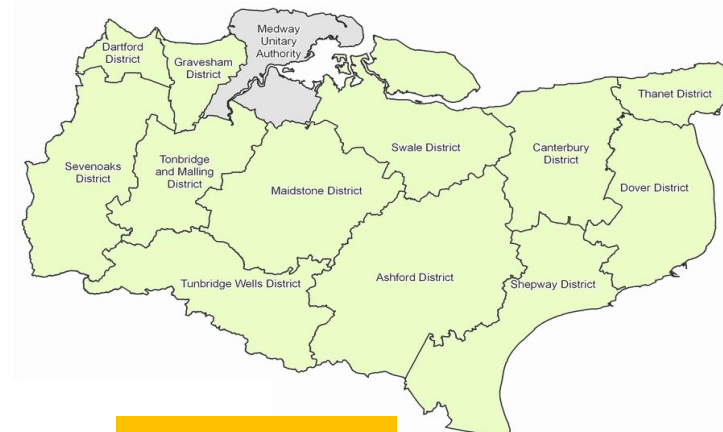 Medway
Unitary
Authority
Dartford
District
Gravesham
District
Thanet District
Sevenoaks
District
Tonbridge
and Malling
District
Swale District
Canterbury
District
Maidstone District
Dover District
Tunbridge Wells District
Ashford District
Shepway District